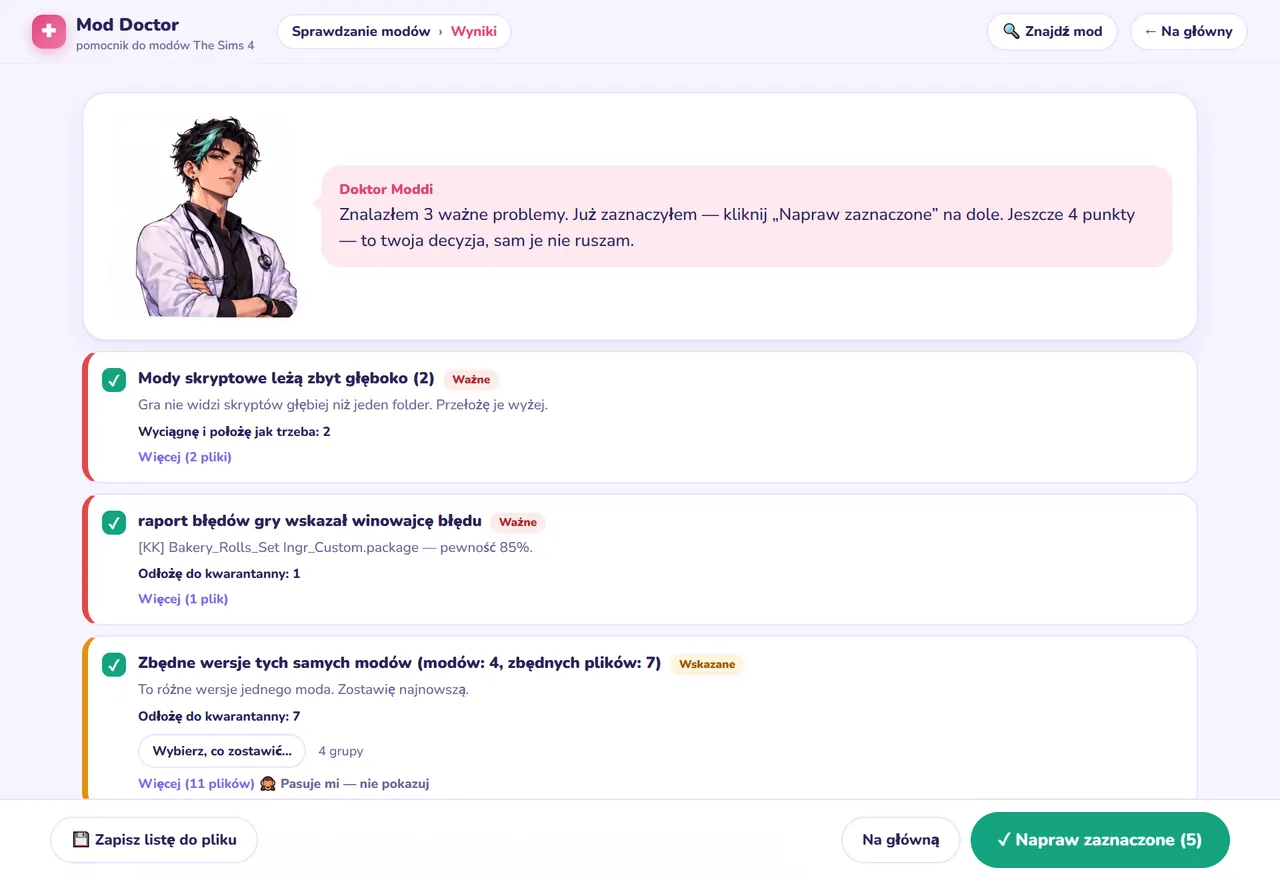 Mod Doctor
pomocnik do modów The Sims 4
Sprawdzanie modów › Wyniki
🔍 Znajdź mod
← Na główny
Doktor Moddi
Znalazłem 3 ważne problemy. Już zaznaczyłem — kliknij „Napraw zaznaczone” na dole. Jeszcze 4 punkty
— to twoja decyzja, sam je nie ruszam.
Mody skryptowe leżą zbyt głęboko (2) Ważne
Gra nie widzi skryptów głębiej niż jeden folder. Przełożę je wyżej.
Wyciągnę i położę jak trzeba: 2
Więcej (2 pliki)
raport błędów gry wskazał winowajcę błędu Ważne
[KK] Bakery_Rolls_Set Ingr_Custom.package — pewność 85%.
Odłożę do kwarantanny: 1
Więcej (1 plik)
Zbędne wersje tych samych modów (modów: 4, zbędnych plików: 7) Wskazane
To różne wersje jednego moda. Zostawię najnowszą.
Odłożę do kwarantanny: 7
Wybierz, co zostawić... 4 grupy
Więcej (11 plików) 🙈 Pasuje mi — nie pokazuj
💾 Zapisz listę do pliku
Na główną
✓ Napraw zaznaczone (5)